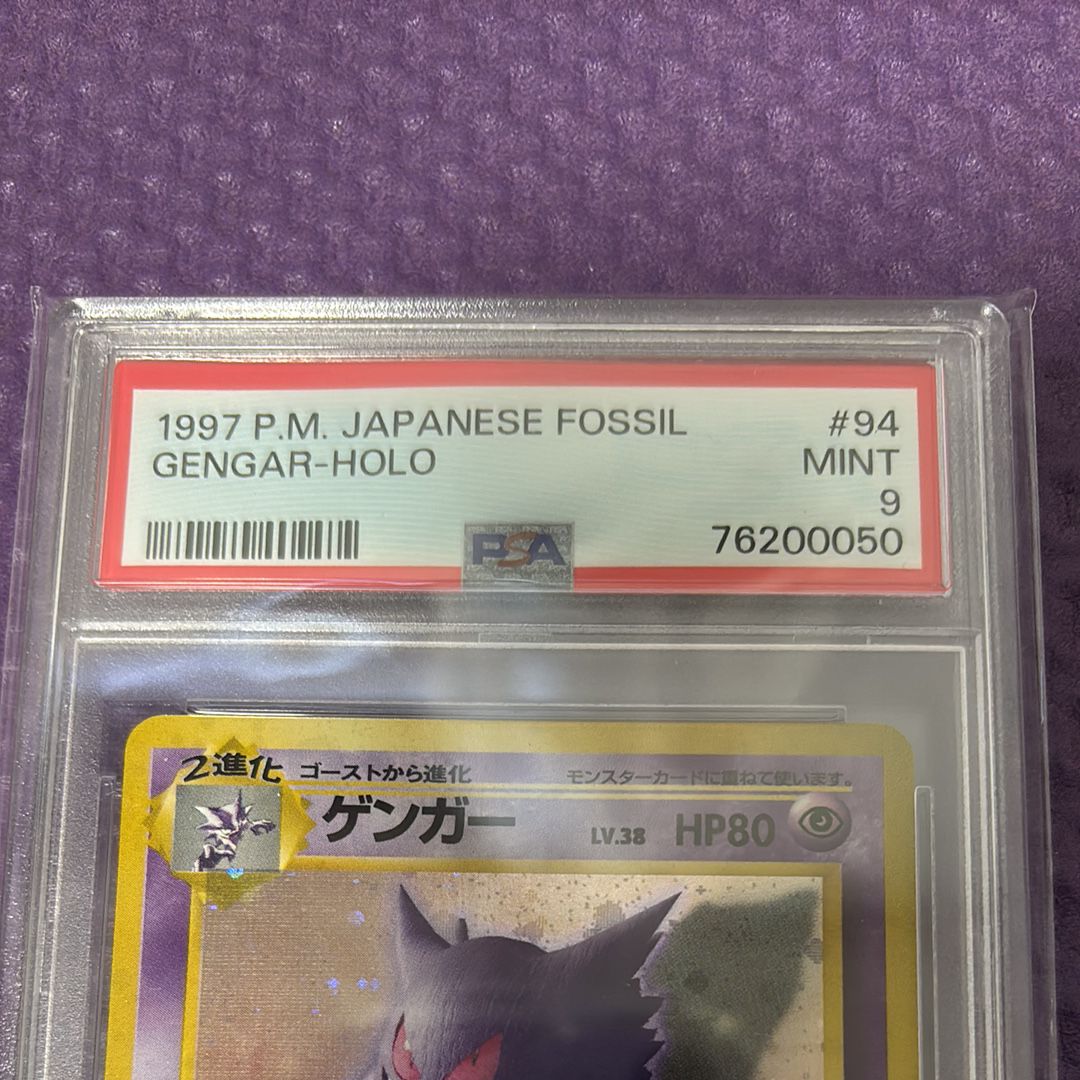 1997 P.M. JAPANESE FOSSIL #94
GENGAR-HOLO MINT
9
PSA 76200050
2進化 ゴーストから進化 モンスターカードに重ねて使います。
ゲンガー LV.38 HP80